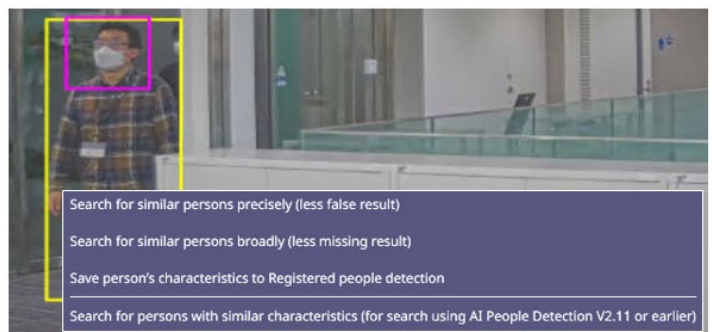 Search for similar persons precisely (less false result)
Search for similar persons broadly (less missing result)
Save person's characteristics to Registered people detection
Search for persons with similar characteristics (for search using AI People Detection V2.11 or earlier)